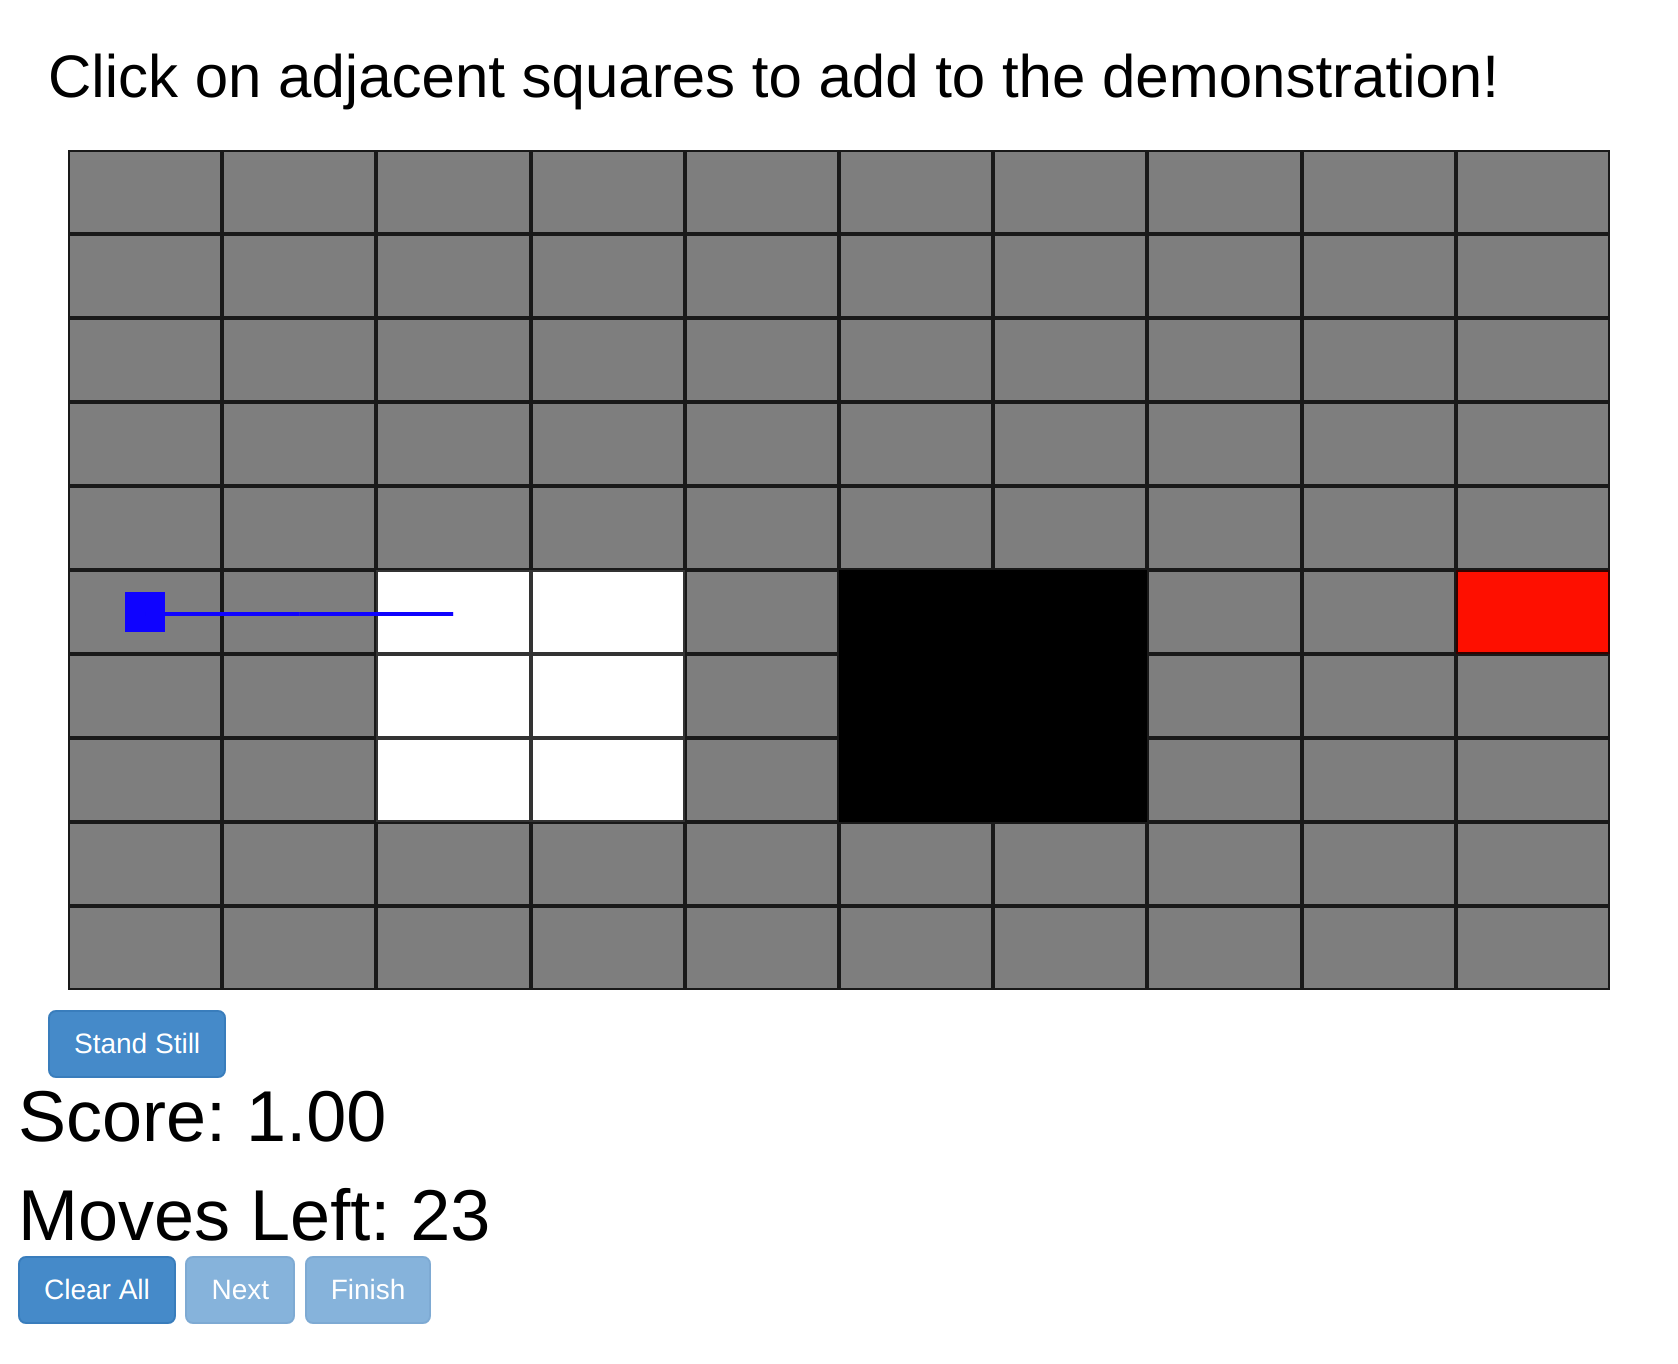 Click on adjacent squares to add to the demonstration!
Stand Still
Score: 1.00
Moves Left: 23
Clear All Next Finish